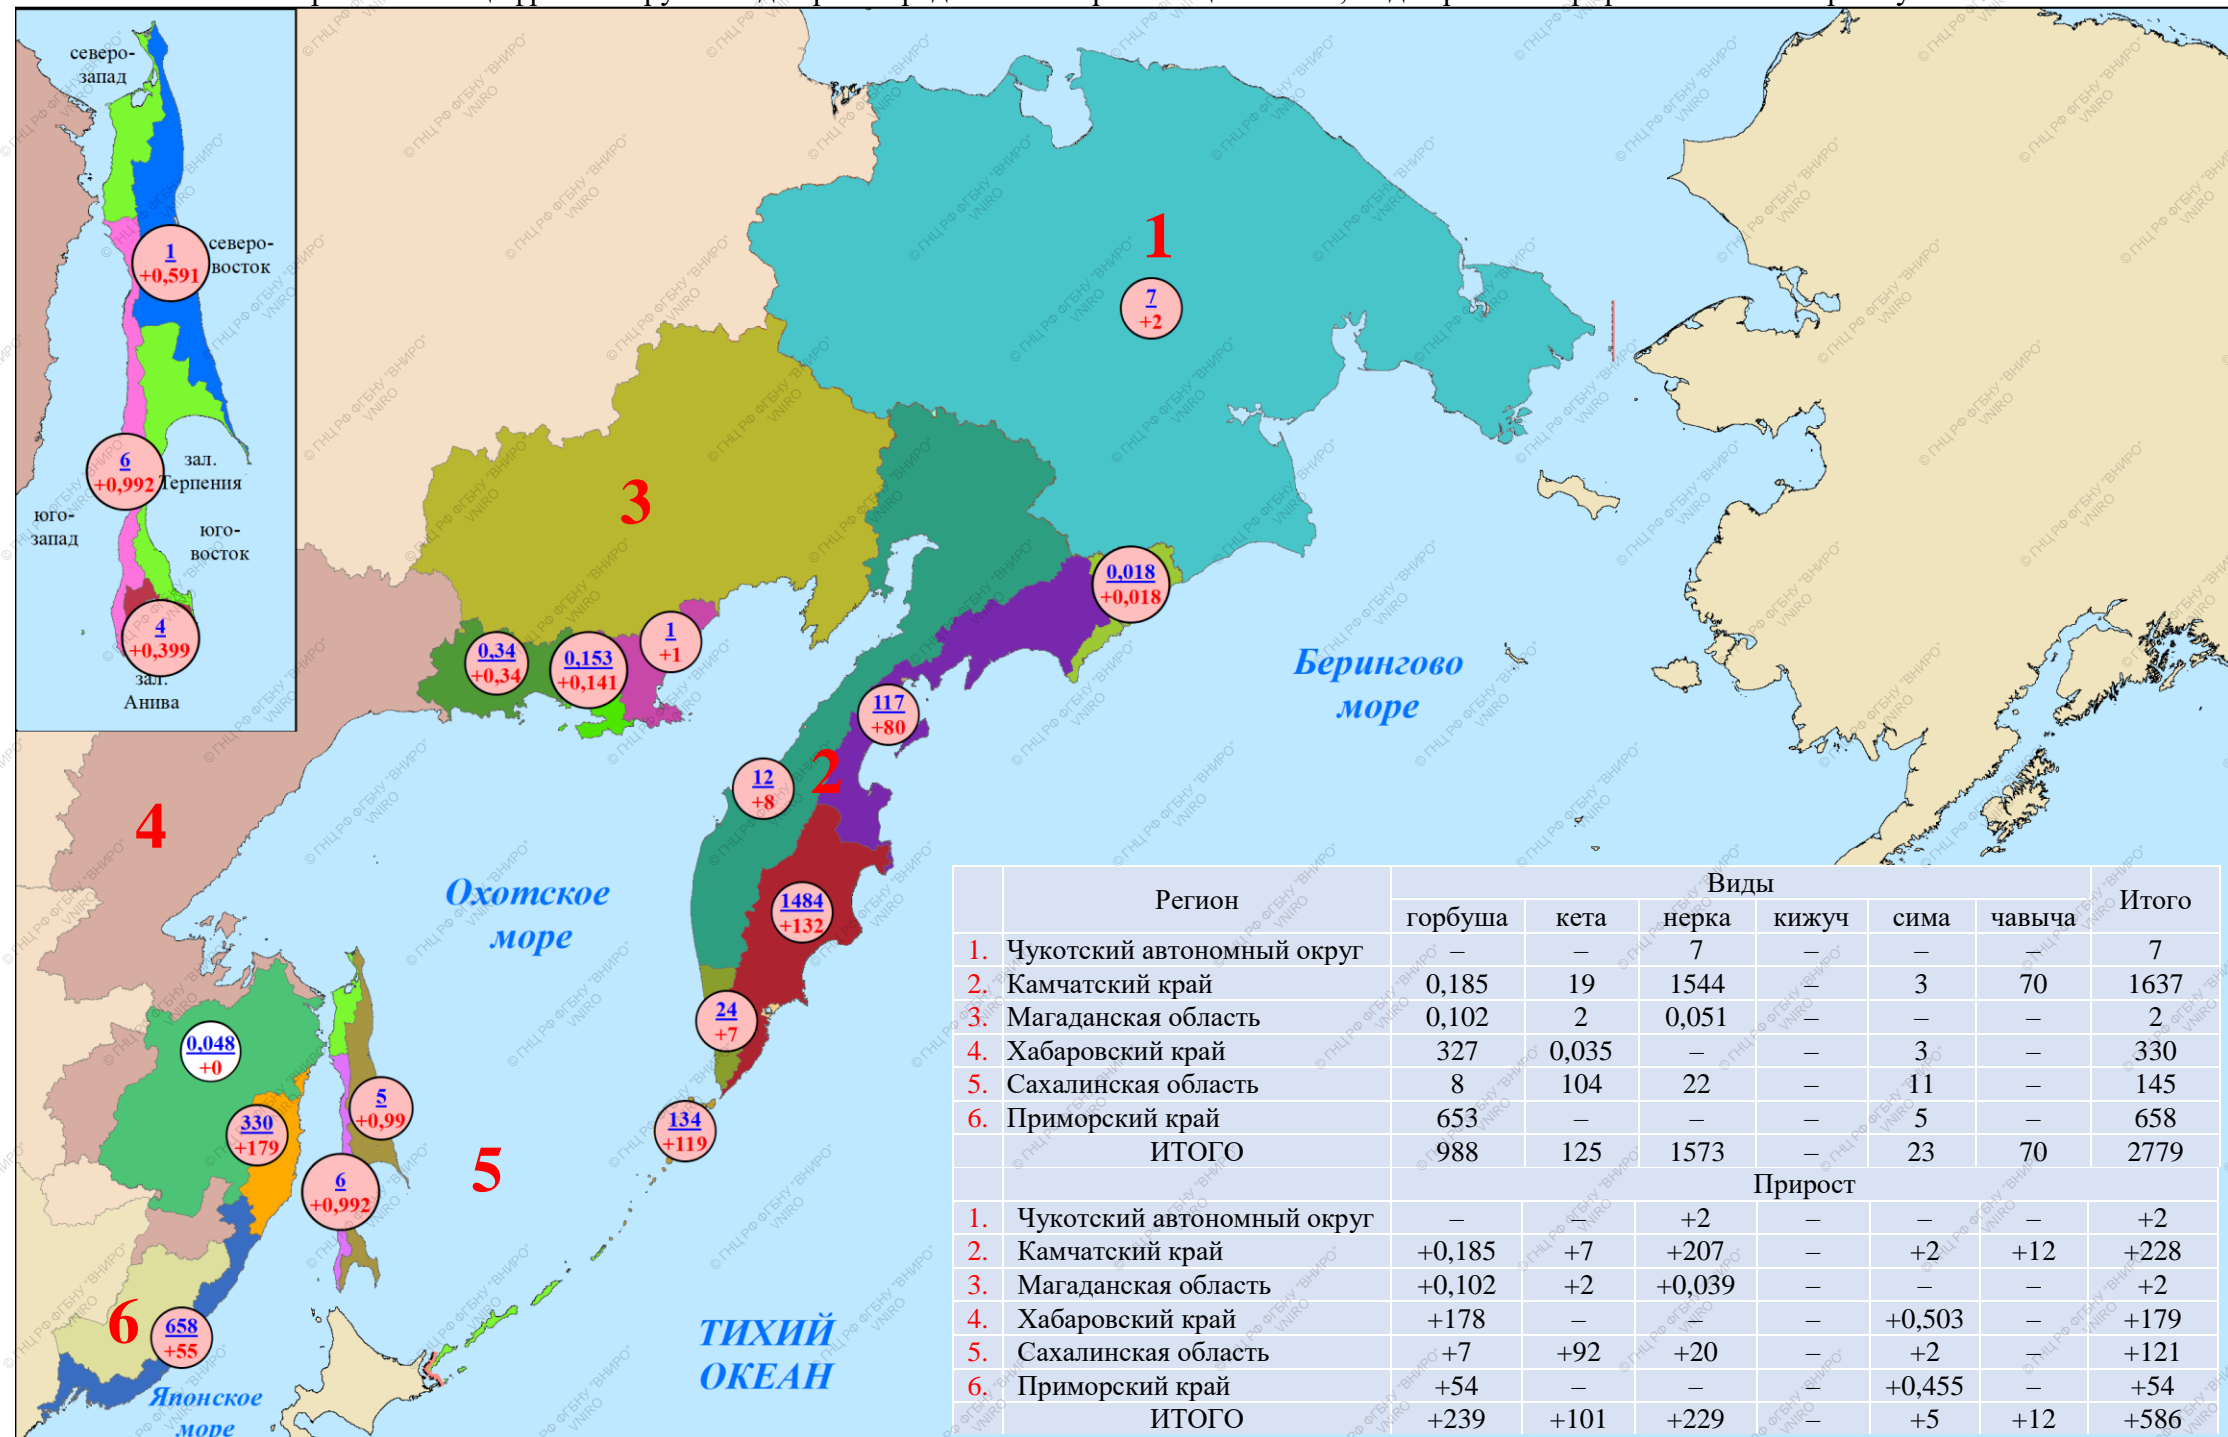 северо-
запад
1
+0,591
северо-
восток
6
+0,992
зал.
Терпения
юго-
запад
юго-
восток
4
+0,399
зал.
Анива
1
7
+2
3
0,018
+0,018
1
+1
0,34
+0,34
0,153
+0,141
Берингово
море
117
+80
2
12
+8
4
Охотское
море
1484
+132
24
+7
0,048
+0
5
+0,99
330
+179
134
+119
5
6
+0,992
6
658
+55
ТИХИЙ
ОКЕАН
Японское
море
Регион Виды Итого
горбуша кета нерка кижуч сима чавыча
1. Чукотский автономный округ – – 7 – – – 7
2. Камчатский край 0,185 19 1544 – 3 70 1637
3. Магаданская область 0,102 2 0,051 – – – 2
4. Хабаровский край 327 0,035 – – 3 – 330
5. Сахалинская область 8 104 22 – 11 – 145
6. Приморский край 653 – – – 5 – 658
ИТОГО 988 125 1573 – 23 70 2779
Прирост
1. Чукотский автономный округ – – +2 – – – +2
2. Камчатский край +0,185 +7 +207 – +2 +12 +228
3. Магаданская область +0,102 +2 +0,039 – – – +2
4. Хабаровский край +178 – – – +0,503 – +179
5. Сахалинская область +7 +92 +20 – +2 – +121
6. Приморский край +54 – – – +0,455 – +54
ИТОГО +239 +101 +229 – +5 +12 +586
© ГНЦ РФ ФГБНУ "ВНИРО"
VNIRO